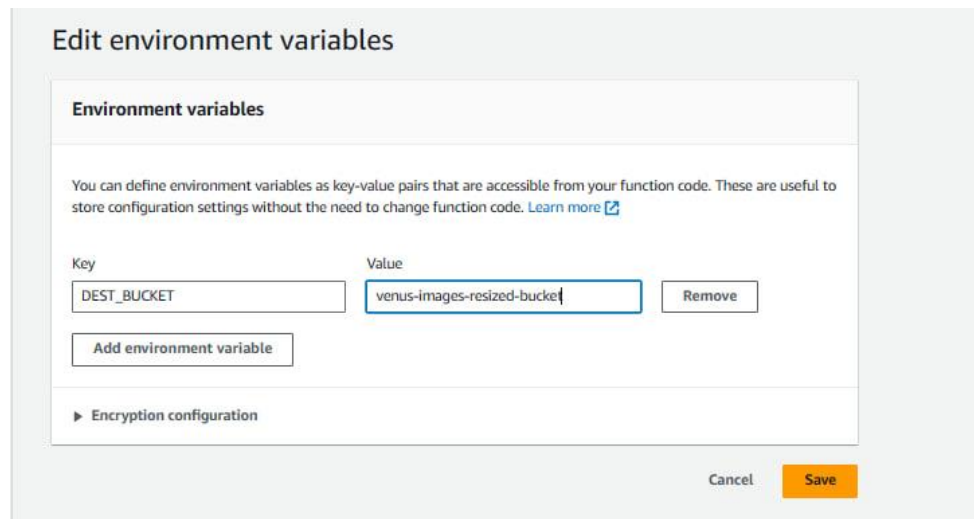 Edit environment variables
Environment variables
You can define environment variables as key-value pairs that are accessible from your function code. These are useful to
store configuration settings without the need to change function code. Learn more
Key
Value
DEST_BUCKET
venus-images-resized-bucket
Remove
Add environment variable
Encryption configuration
Cancel
Save